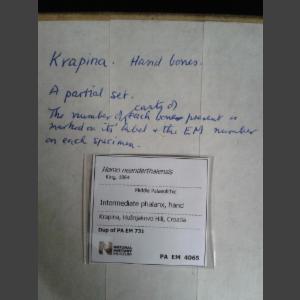 Krapina. Hand bones.
A partial set.
casts of
The number of each bones present is
marked on its label & the EM number
on each specimen.
Homo neanderthalensis
King, 1864
Middle Palaeolithic
Intermediate phalanx, hand
Krapina, Hušnjakovo Hill, Croatia
Dup of PA EM 731
NATURAL
HISTORY
MUSEUM
PA EM 4065